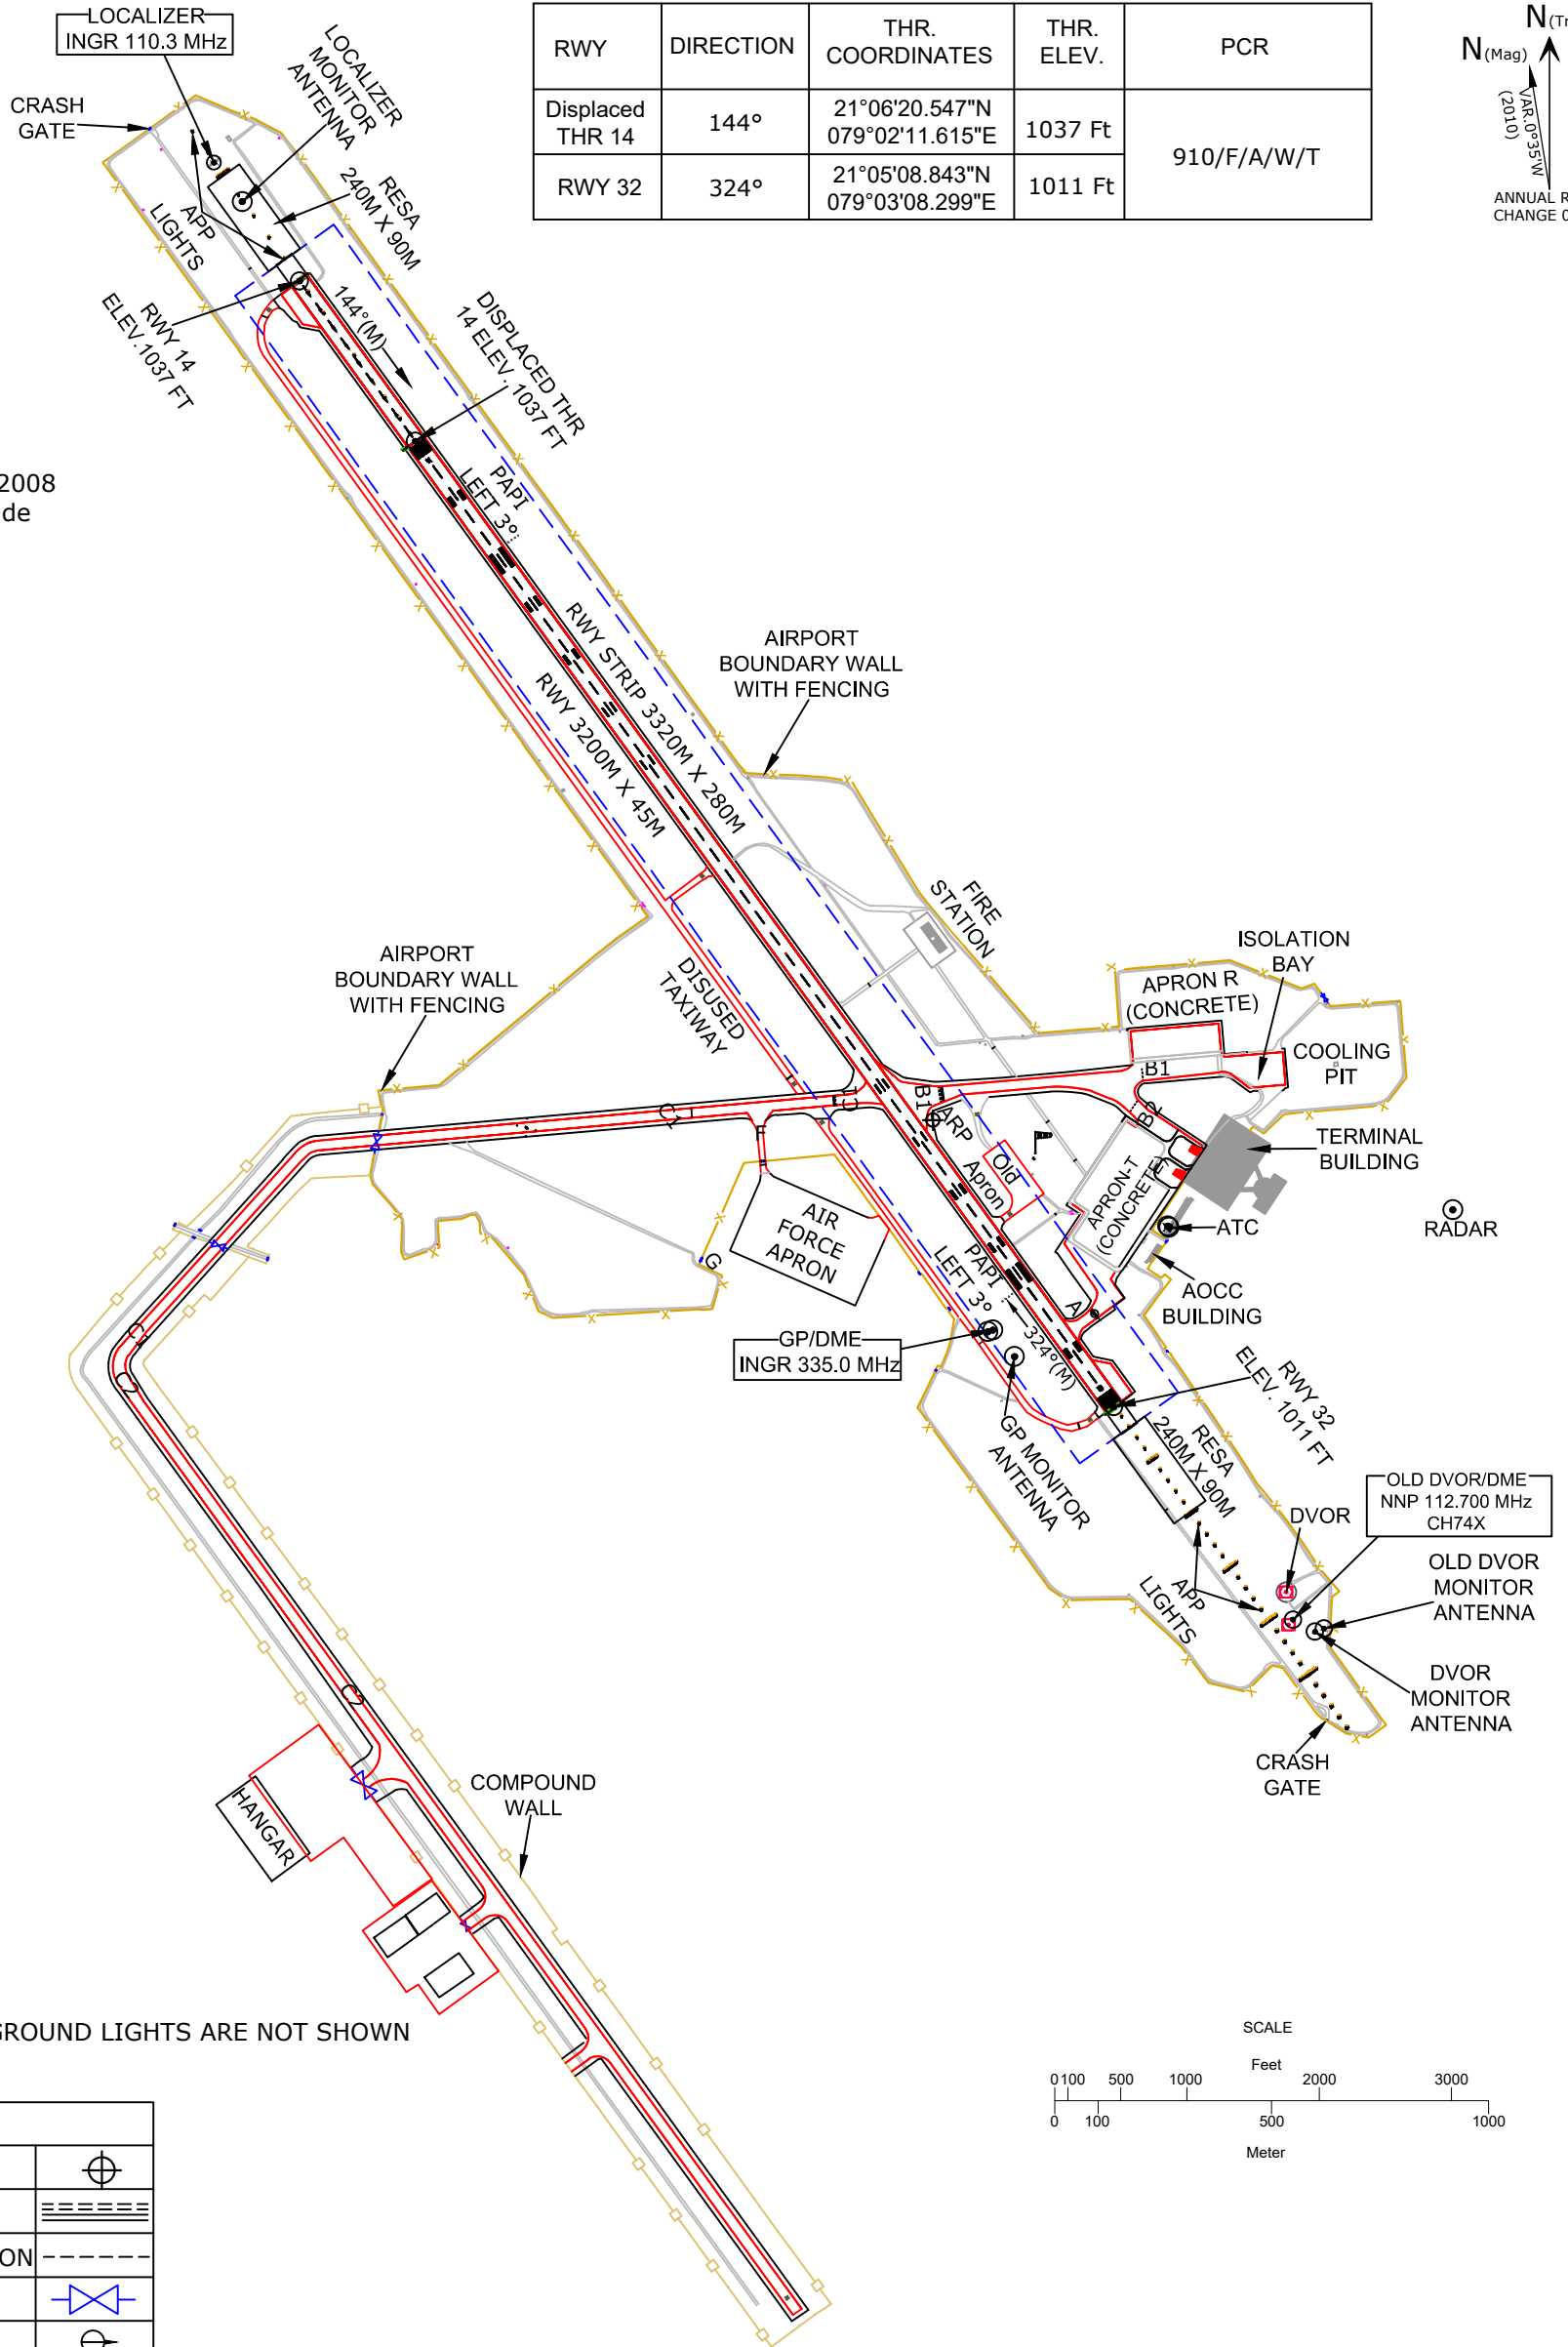 LOCALIZER
INGR 110.3 MHz
CRASH
GATE
LOCALIZER
MONITOR
ANTENNA
RWY
DIRECTION
THR.
COORDINATES
THR.
ELEV.
PCR
Displaced
THR 14
144°
21°06'20.547"N
079°02'11.615"E
1037 Ft
910/F/A/W/T
RWY 32
324°
21°05'08.843"N
079°03'08.299"E
1011 Ft
N(Tr
N(Mag)
VAR.0°35'W
(2010)
ANNUAL R
CHANGE 0
APP
LIGHTS
RESA
240M X 90M
RWY 14
ELEV.1037 FT
144°(M)
DISPLACED THR
14 ELEV. 1037 FT
2008
de
PAPI
LEFT 3°
RWY STRIP 3320M X 280M
RWY 3200M X 45M
AIRPORT
BOUNDARY WALL
WITH FENCING
FIRE
STATION
AIRPORT
BOUNDARY WALL
WITH FENCING
DISUSED
TAXIWAY
ISOLATION
BAY
APRON R
(CONCRETE)
COOLING
PIT
B1
B1
B2
ARP
C1
C1
Old
Apron
APRON-T
(CONCRETE)
TERMINAL
BUILDING
ATC
RADAR
AOCC
BUILDING
AIR
FORCE
APRON
G
PAPI
LEFT 3°
A
324°(M)
GP/DME
INGR 335.0 MHz
GP MONITOR
ANTENNA
RWY 32
ELEV. 1011 FT
RESA
240M X 90M
C1
C2
OLD DVOR/DME
NNP 112.700 MHz
CH74X
DVOR
OLD DVOR
MONITOR
ANTENNA
APP
LIGHTS
DVOR
MONITOR
ANTENNA
CRASH
GATE
C2
COMPOUND
WALL
HANGAR
GROUND LIGHTS ARE NOT SHOWN
SCALE
Feet
0 100 500 1000 2000 3000
0 100 500 1000
Meter
ON